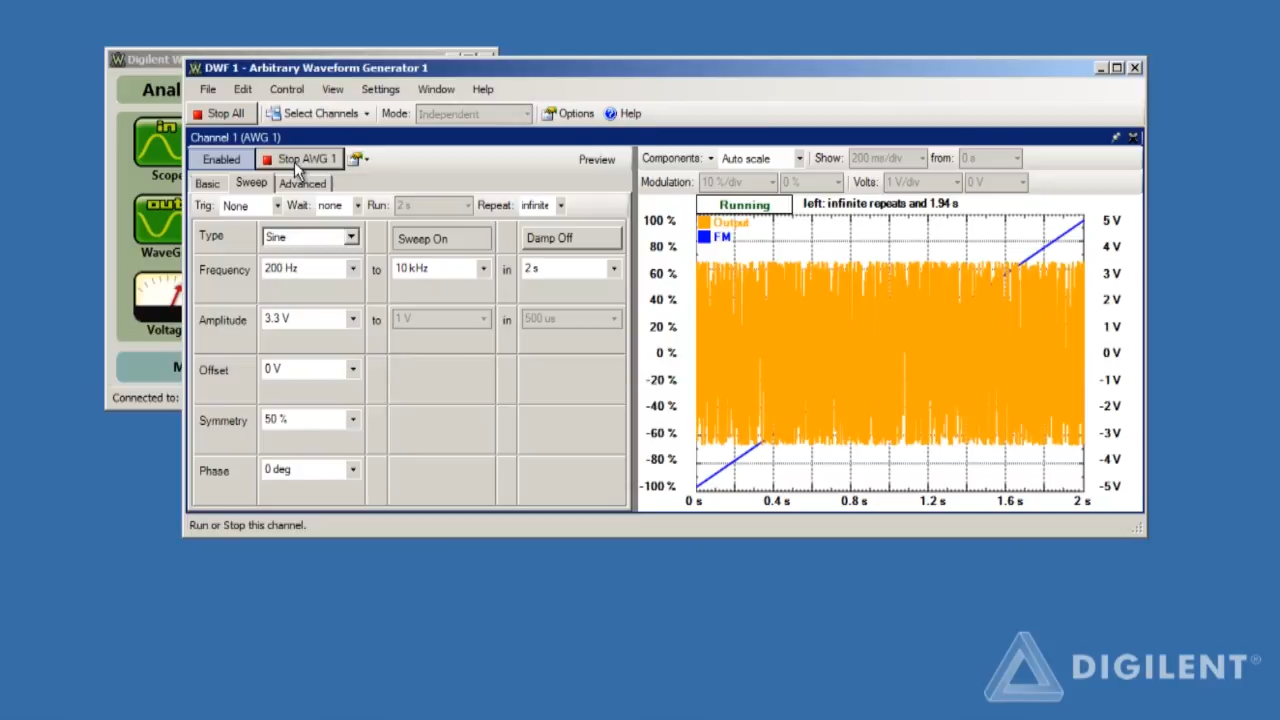 Digilent W
DWF 1 - Arbitrary Waveform Generator 1
File Edit Control View Settings Window Help
Stop All Select Channels Mode: Independent Options Help
Channel 1 (AWG 1)
Enabled Stop AWG 1 Preview
Basic Sweep Advanced
Trig: None Wait: none Run: 2 s Repeat: infinite
Type Sine Sweep On Damp Off
Frequency 200 Hz to 10 kHz in 2 s
Amplitude 3.3 V to 1 V in 500 us
Offset 0 V
Symmetry 50 %
Phase 0 deg
Components: Auto scale Show: 200 ms/div from: 0 s
Modulation: 10 %/div 0 % Volts: 1 V/div 0 V
Running left: infinite repeats and 1.94 s
Output
FM
100 % 5 V
80 % 4 V
60 % 3 V
40 % 2 V
20 % 1 V
0 % 0 V
-20 % -1 V
-40 % -2 V
-60 % -3 V
-80 % -4 V
-100 % -5 V
0 s 0.4 s 0.8 s 1.2 s 1.6 s 2 s
Run or Stop this channel.
Anal
in
Scope
out
WaveG
Voltag
M
Connected to:
DIGILENT®